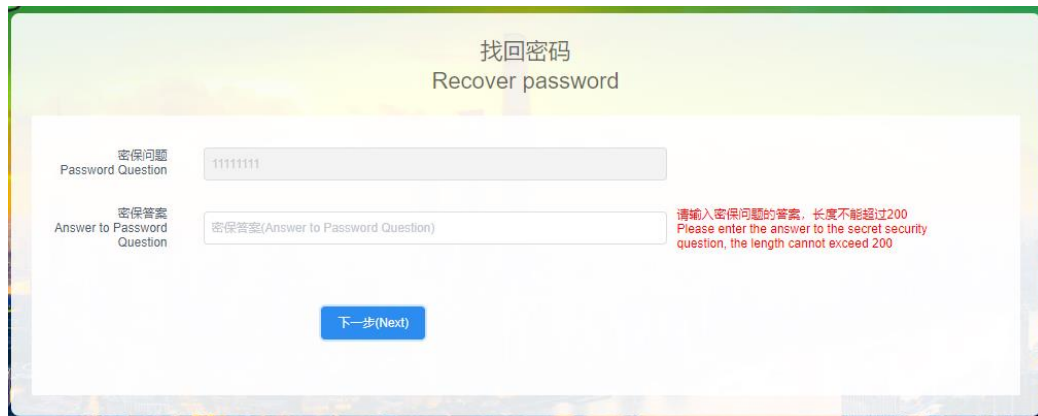 找回密码
Recover password
密保问题
Password Question
11111111
密保答案
Answer to Password
Question
密保答案(Answer to Password Question)
请输入密保问题的答案，长度不能超过200
Please enter the answer to the secret security
question, the length cannot exceed 200
下一步(Next)